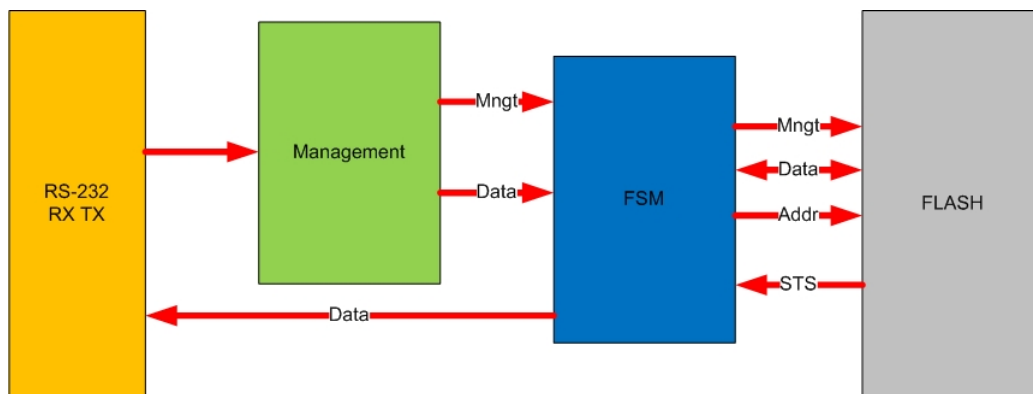 RS-232
RX TX
Management
Mngt
Data
FSM
Mngt
Data
Addr
STS
FLASH
Data